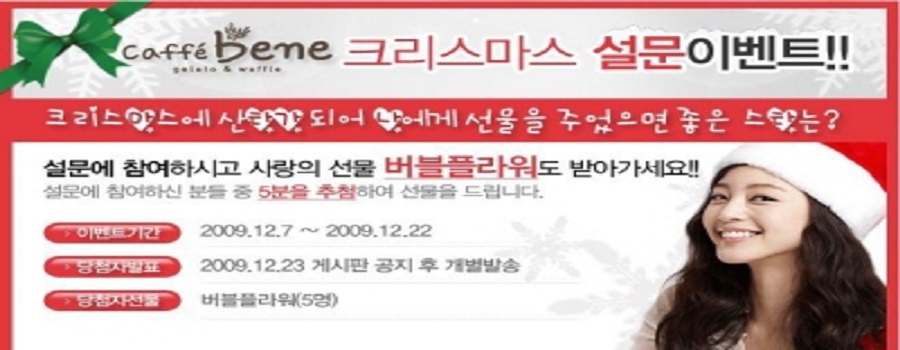 Caffé bene 크리스마스 설문이벤트!!
gelato & waffle
크리스마스에 산타가 되어 나에게 선물을 주었으면 좋은 스타는?
설문에 참여하시고 사랑의 선물 버블플라워도 받아가세요!!
설문에 참여하신 분들 중 5분을 추첨하여 선물을 드립니다.
이벤트기간 2009.12.7 ~ 2009.12.22
당첨자발표 2009.12.23 게시판 공지 후 개별발송
당첨자선물 버블플라워(5명)